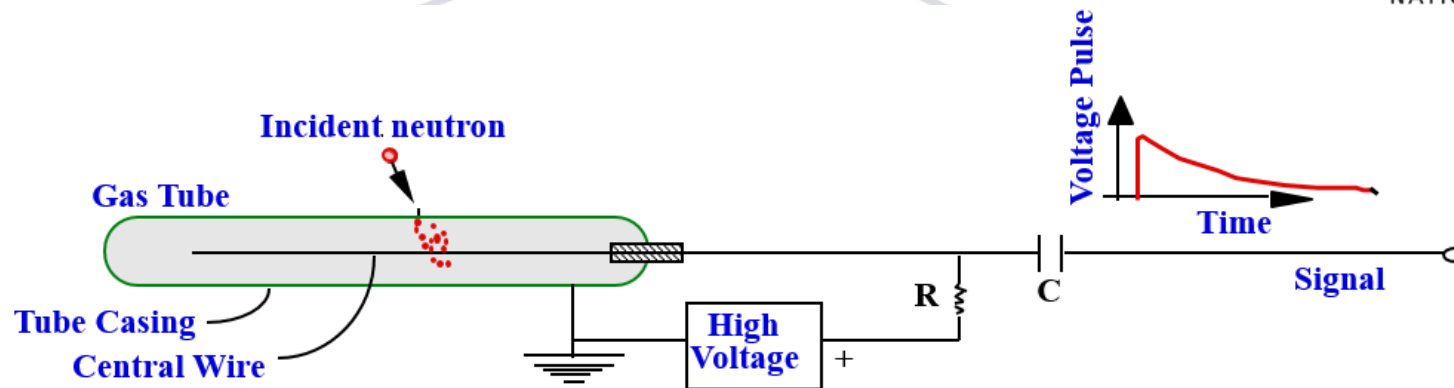 Voltage Pulse
Incident neutron
Gas Tube
Time
R
C
Signal
Tube Casing
High
Voltage
+
Central Wire